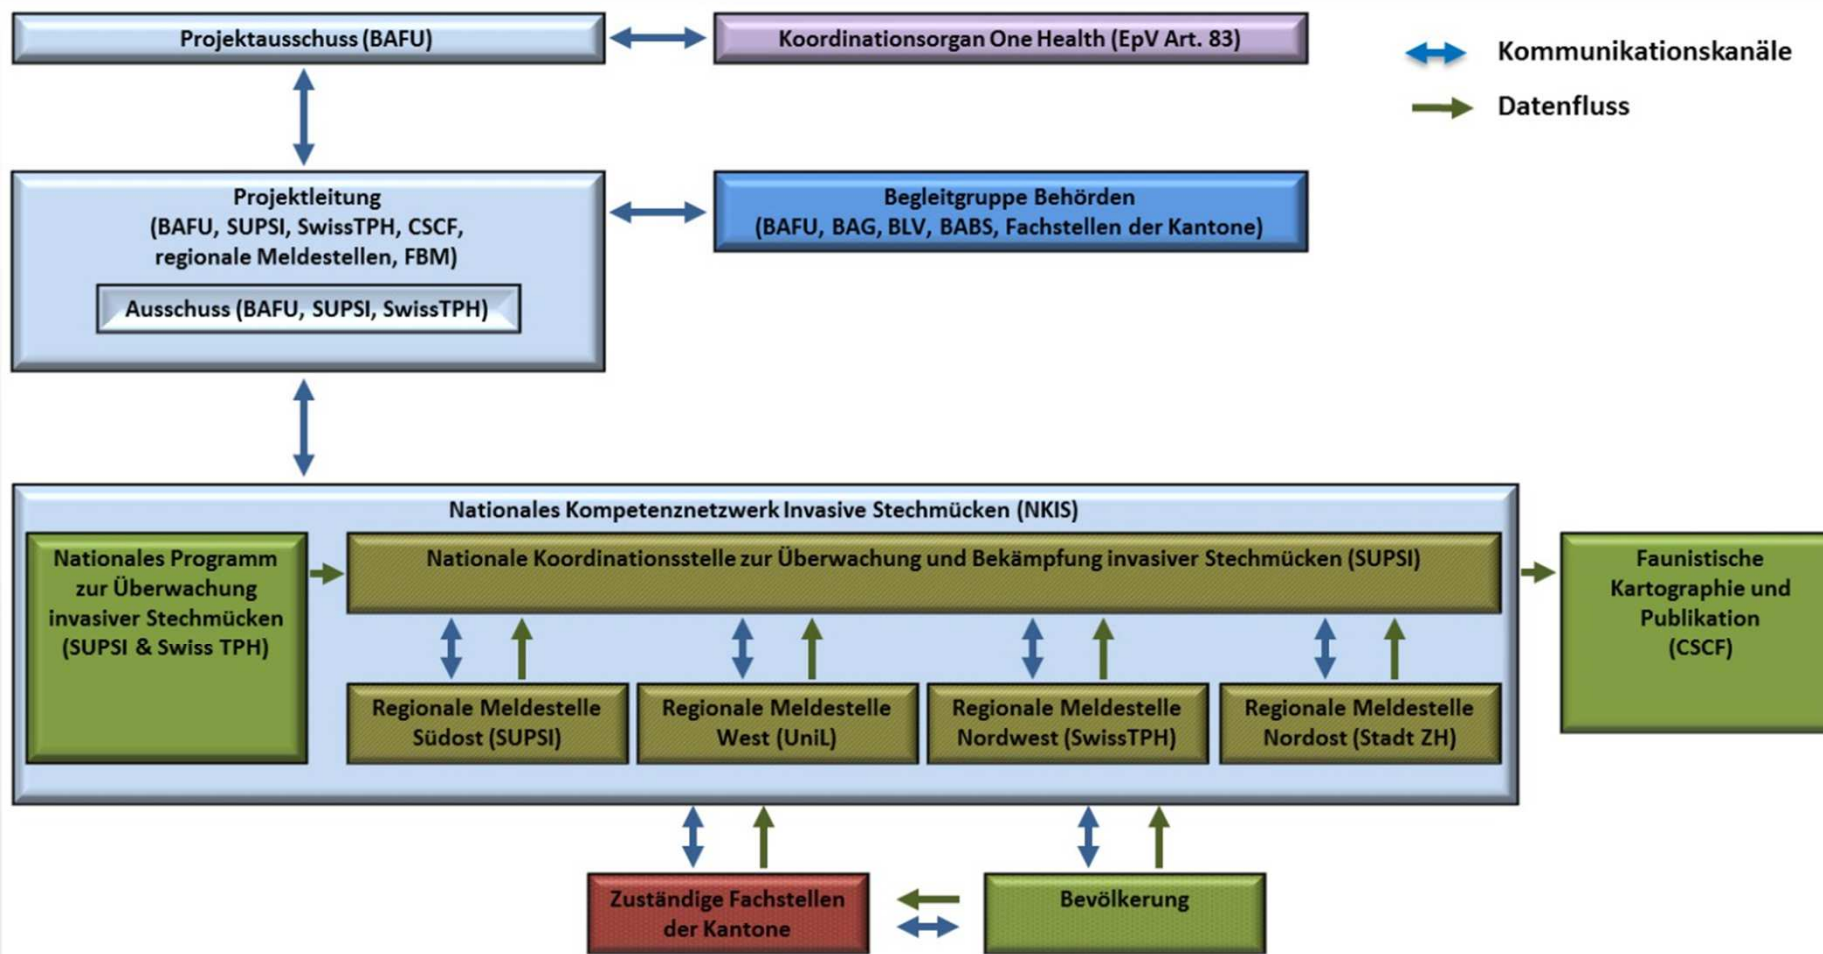 Projektausschuss (BAFU)
Koordinationsorgan One Health (EpV Art. 83)
Kommunikationskanäle
Datenfluss
Projektleitung
(BAFU, SUPSI, SwissTPH, CSCF,
regionale Meldestellen, FBM)
Ausschuss (BAFU, SUPSI, SwissTPH)
Begleitgruppe Behörden
(BAFU, BAG, BLV, BABS, Fachstellen der Kantone)
Nationales Kompetenznetzwerk Invasive Stechmücken (NKIS)
Nationales Programm
zur Überwachung
invasiver Stechmücken
(SUPSI & Swiss TPH)
Nationale Koordinationsstelle zur Überwachung und Bekämpfung invasiver Stechmücken (SUPSI)
Regionale Meldestelle
Südost (SUPSI)
Regionale Meldestelle
West (UniL)
Regionale Meldestelle
Nordwest (SwissTPH)
Regionale Meldestelle
Nordost (Stadt ZH)
Faunistische
Kartographie und
Publikation
(CSCF)
Zuständige Fachstellen
der Kantone
Bevölkerung